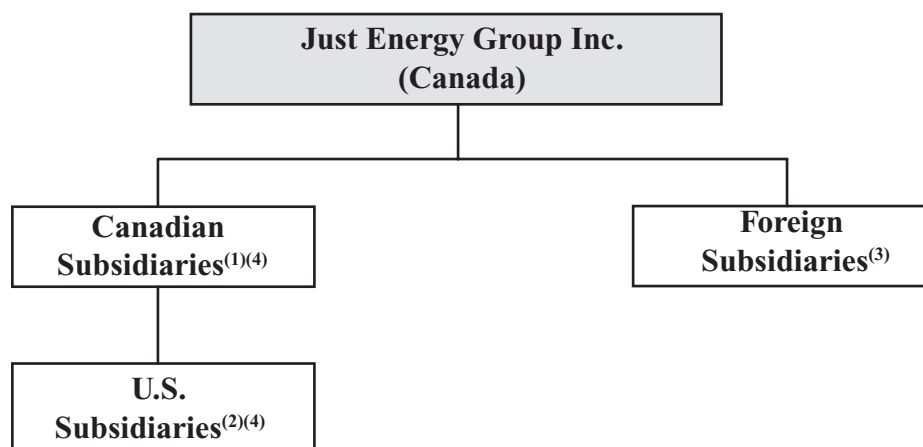 Just Energy Group Inc.
(Canada)
Canadian
Subsidiaries(1)(4)
Foreign
Subsidiaries(3)
U.S.
Subsidiaries(2)(4)